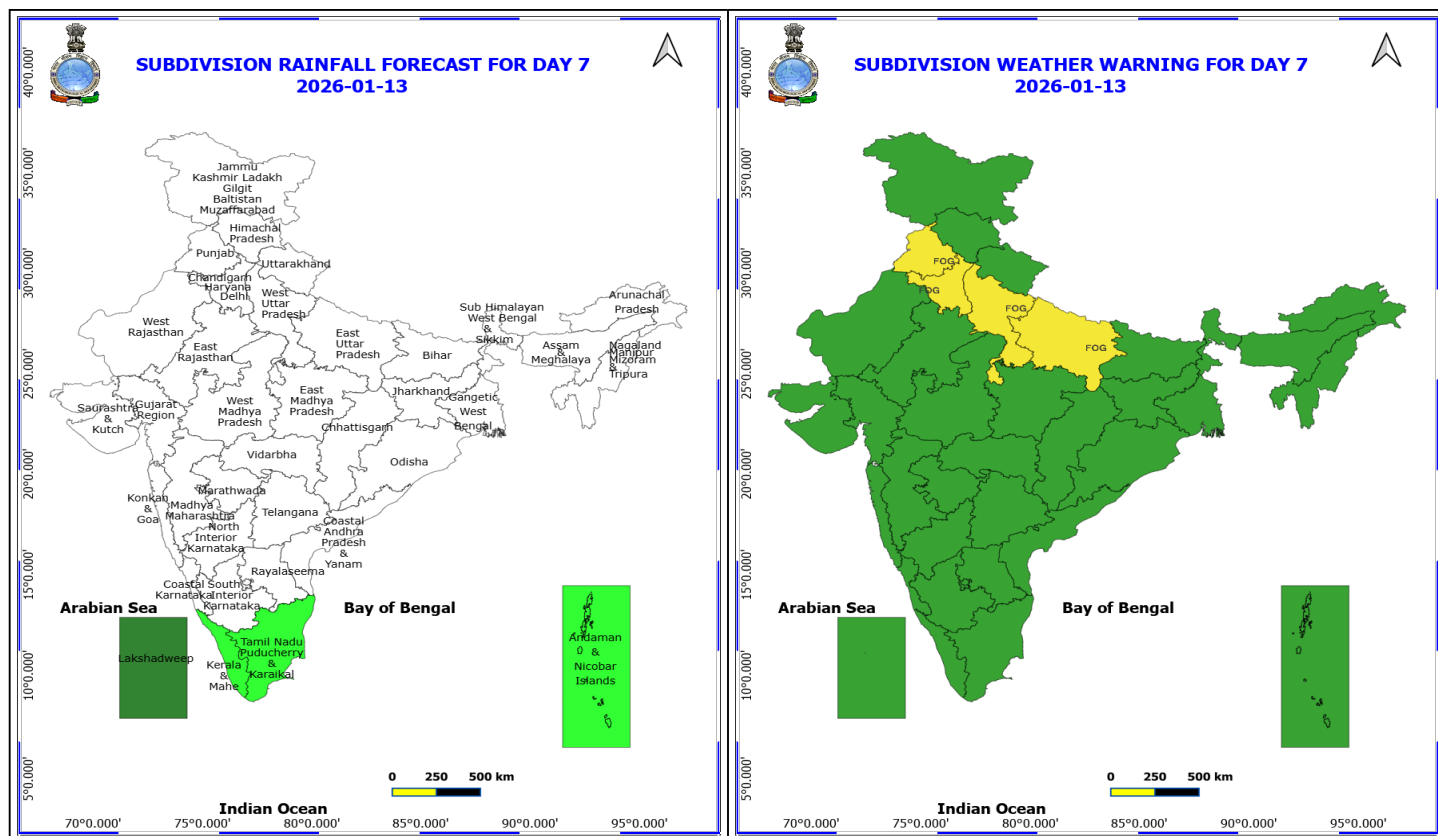 SUBDIVISION RAINFALL FORECAST FOR DAY 7
2026-01-13
40°0.000'
35°0.000'
30°0.000'
25°0.000'
20°0.000'
15°0.000'
10°0.000'
5°0.000'
Jammu
Kashmir Ladakh
Gilgit
Baltistan
Muzaffarabad
Himachal
Pradesh
Punjab
Uttarakhand
Chandigarh
Haryana
Delhi
West
Uttar
Pradesh
West
Rajasthan
East
Rajasthan
East
Uttar
Pradesh
Bihar
Sub Himalayan
West Bengal
&
Sikkim
Arunachal
Pradesh
Assam
&
Meghalaya
Nagaland
Manipur
Mizoram
&
Tripura
Saurashtra
&
Kutch
Gujarat
Region
West
Madhya
Pradesh
East
Madhya
Pradesh
Jharkhand
Gangetic
West
Bengal
Chhattisgarh
Vidarbha
Odisha
Konkan
&
Goa
Madhya
Maharashtra
Marathwada
Telangana
North
Interior
Karnataka
Coastal
Andhra
Pradesh
&
Yanam
Rayalaseema
Coastal
Karnataka
South
Interior
Karnataka
Arabian Sea
Bay of Bengal
Lakshadweep
Kerala
&
Mahe
Tamil Nadu
Puducherry
&
Karaikal
Andaman
&
Nicobar
Islands
0 250 500 km
Indian Ocean
70°0.000' 75°0.000' 80°0.000' 85°0.000' 90°0.000' 95°0.000'
SUBDIVISION WEATHER WARNING FOR DAY 7
2026-01-13
40°0.000'
35°0.000'
30°0.000'
25°0.000'
20°0.000'
15°0.000'
10°0.000'
5°0.000'
FOG
FOG
FOG
FOG
Arabian Sea
Bay of Bengal
0 250 500 km
Indian Ocean
70°0.000' 75°0.000' 80°0.000' 85°0.000' 90°0.000' 95°0.000'